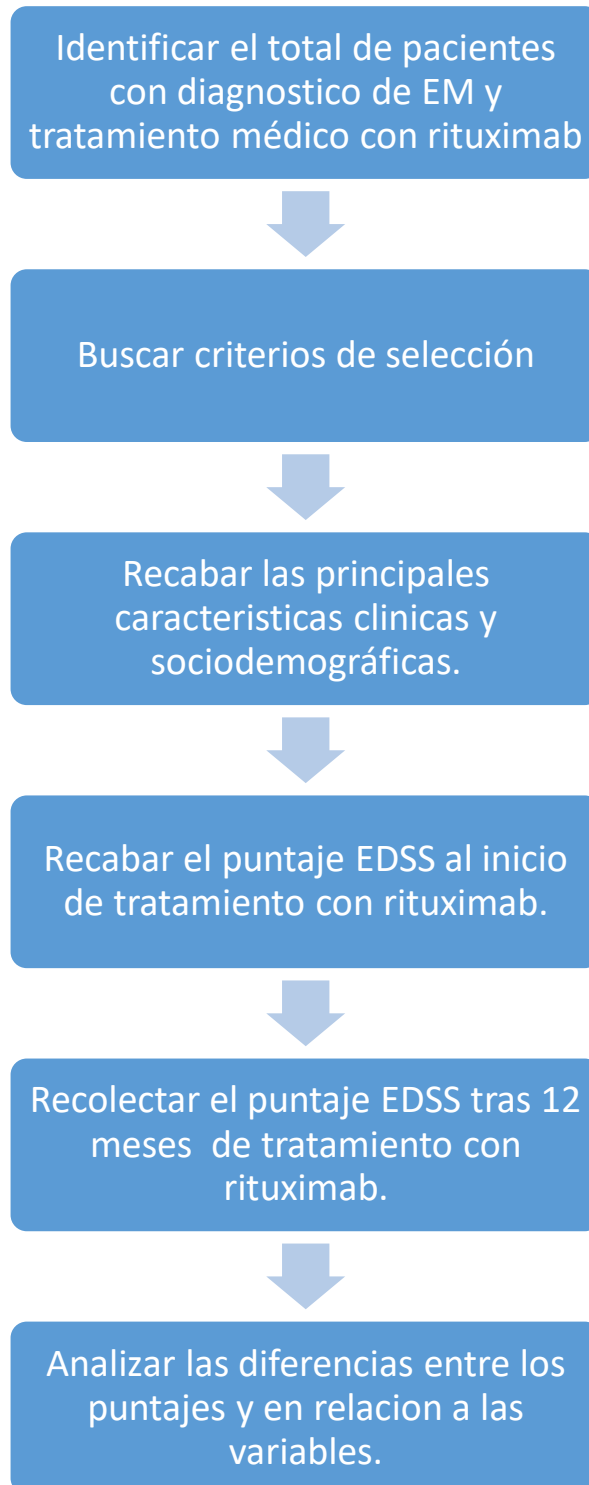 Identificar el total de pacientes
con diagnostico de EM y
tratamiento médico con rituximab
Buscar criterios de selección
Recabar las principales
caracteristicas clinicas y
sociodemográficas.
Recabar el puntaje EDSS al inicio
de tratamiento con rituximab.
Recolectar el puntaje EDSS tras 12
meses  de tratamiento con
rituximab.
Analizar las diferencias entre los
puntajes y en relacion a las
variables.